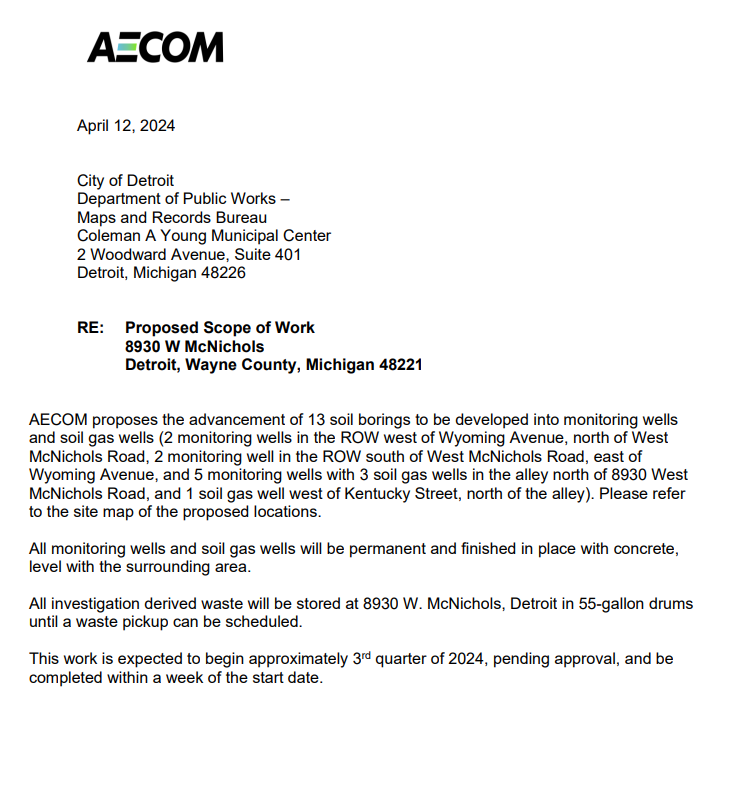 AECOM
April 12, 2024
City of Detroit
Department of Public Works –
Maps and Records Bureau
Coleman A Young Municipal Center
2 Woodward Avenue, Suite 401
Detroit, Michigan 48226
RE: Proposed Scope of Work
8930 W McNichols
Detroit, Wayne County, Michigan 48221
AECOM proposes the advancement of 13 soil borings to be developed into monitoring wells
and soil gas wells (2 monitoring wells in the ROW west of Wyoming Avenue, north of West
McNichols Road, 2 monitoring well in the ROW south of West McNichols Road, east of
Wyoming Avenue, and 5 monitoring wells with 3 soil gas wells in the alley north of 8930 West
McNichols Road, and 1 soil gas well west of Kentucky Street, north of the alley). Please refer
to the site map of the proposed locations.
All monitoring wells and soil gas wells will be permanent and finished in place with concrete,
level with the surrounding area.
All investigation derived waste will be stored at 8930 W. McNichols, Detroit in 55-gallon drums
until a waste pickup can be scheduled.
This work is expected to begin approximately 3rd quarter of 2024, pending approval, and be
completed within a week of the start date.